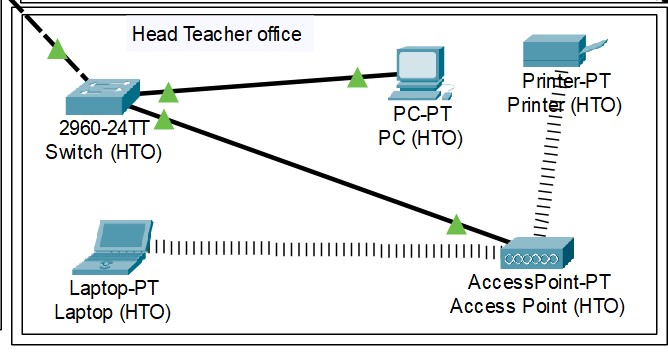 Head Teacher office
2960-24TT
Switch (HTO)
PC-PT
PC (HTO)
Printer-PT
Printer (HTO)
Laptop-PT
Laptop (HTO)
AccessPoint-PT
Access Point (HTO)